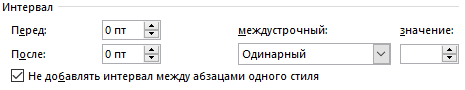 Интервал
Перед: 0 пт междустрочный: значение:
После: 0 пт Одинарный
Не добавлять интервал между абзацами одного стиля